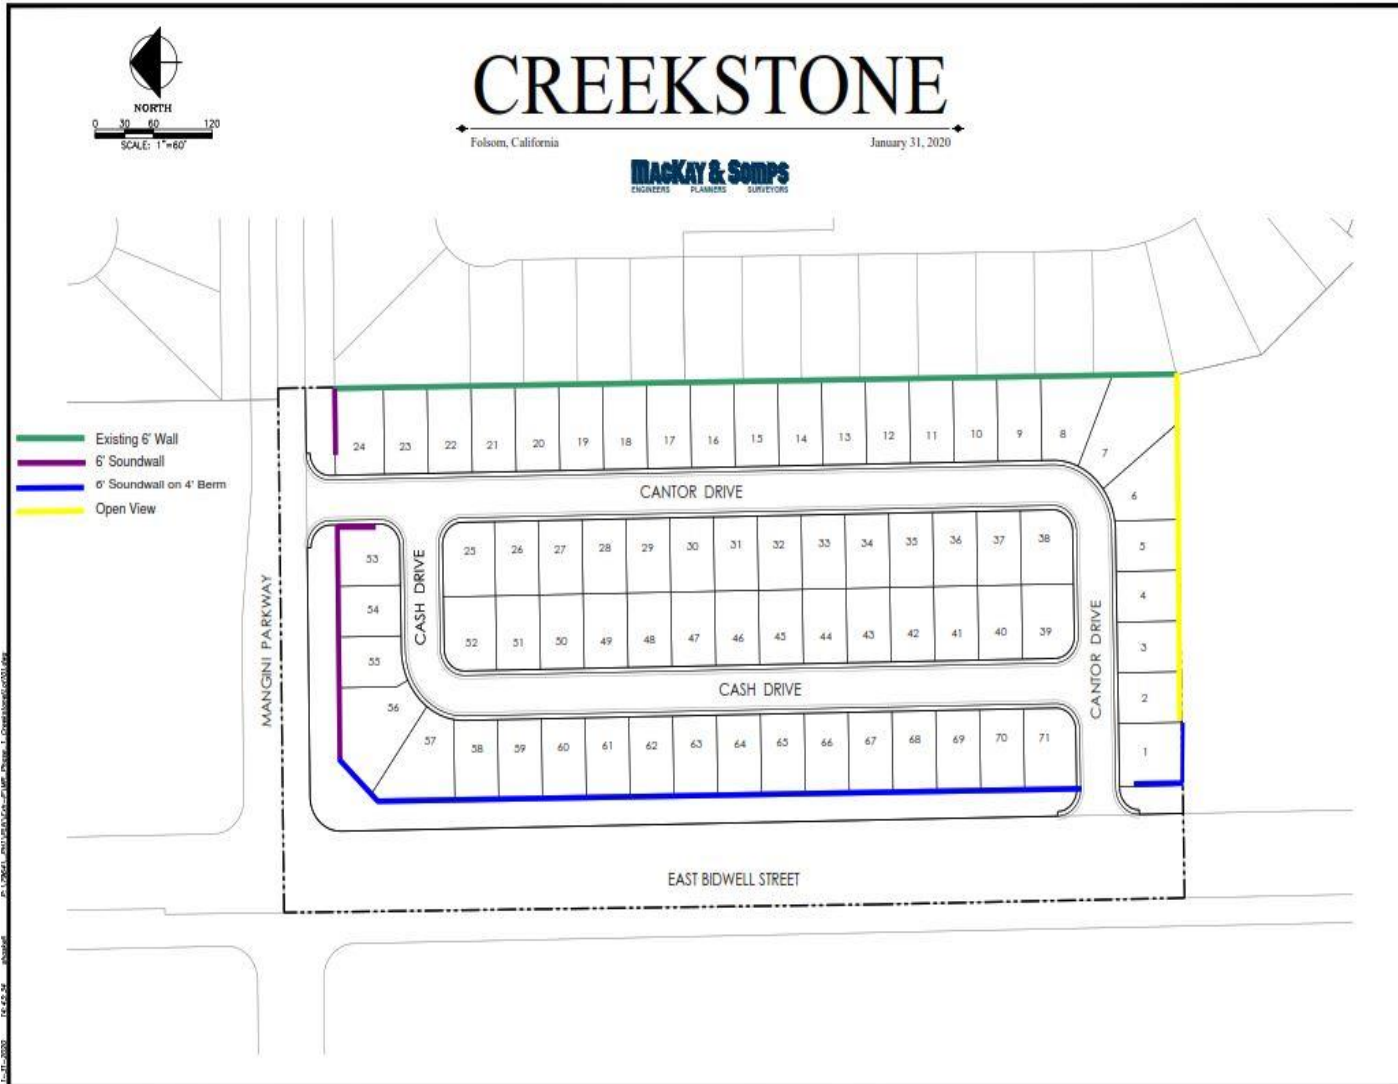 CREEKSTONE
Folsom, California
January 31, 2020
MACKAY & SOMPS
ENGINEERS PLANNERS SURVEYORS
NORTH
0 30 60 120
SCALE: 1"=60'
Existing 6' Wall
6' Soundwall
6' Soundwall on 4' Berm
Open View
24 23 22 21 20 19 18 17 16 15 14 13 12 11 10 9 8 7
6
CANTOR DRIVE
25 26 27 28 29 30 31 32 33 34 35 36 37 38
5
53
54
55
56
CASH DRIVE
4
52 51 50 49 48 47 46 45 44 43 42 41 40 39
3
MANGINI PARKWAY
CANTOR DRIVE
CASH DRIVE
2
57 58 59 60 61 62 63 64 65 66 67 68 69 70 71
1
EAST BIDWELL STREET